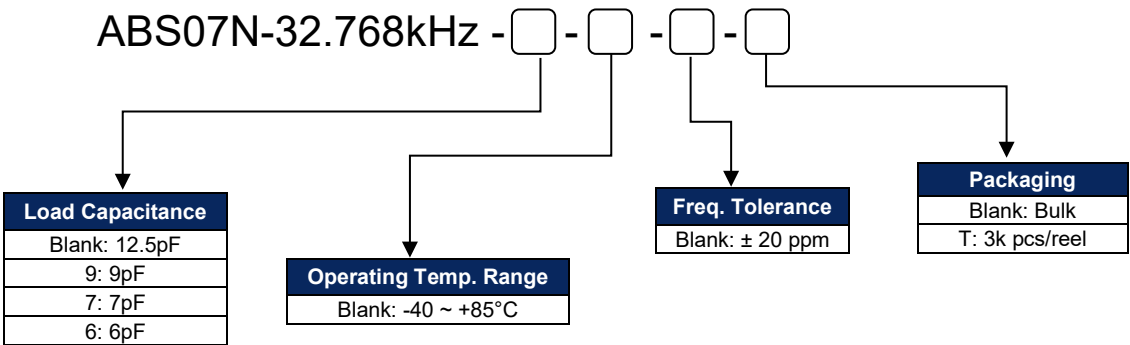 ABS07N-32.768kHz - - - -
Load Capacitance
Blank: 12.5pF
9: 9pF
7: 7pF
6: 6pF
Operating Temp. Range
Blank: -40 ~ +85°C
Freq. Tolerance
Blank: ± 20 ppm
Packaging
Blank: Bulk
T: 3k pcs/reel